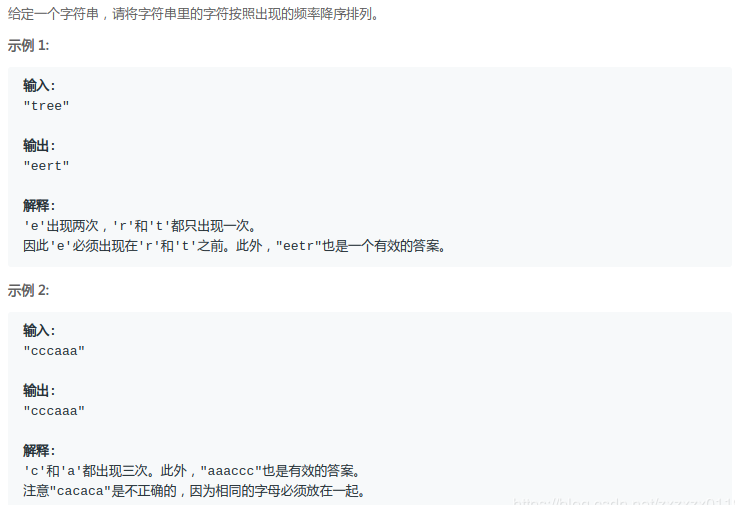 给定一个字符串，请将字符串里的字符按照出现的频率降序排列。
示例 1:
输入:
"tree"
输出:
"eert"
解释:
'e'出现两次，'r'和't'都只出现一次。
因此'e'必须出现在'r'和't'之前。此外，"eetr"也是一个有效的答案。
示例 2:
输入:
"cccaaa"
输出:
"cccaaa"
解释:
'c'和'a'都出现三次。此外，"aaaccc"也是有效的答案。
注意"cacaca"是不正确的，因为相同的字母必须放在一起。